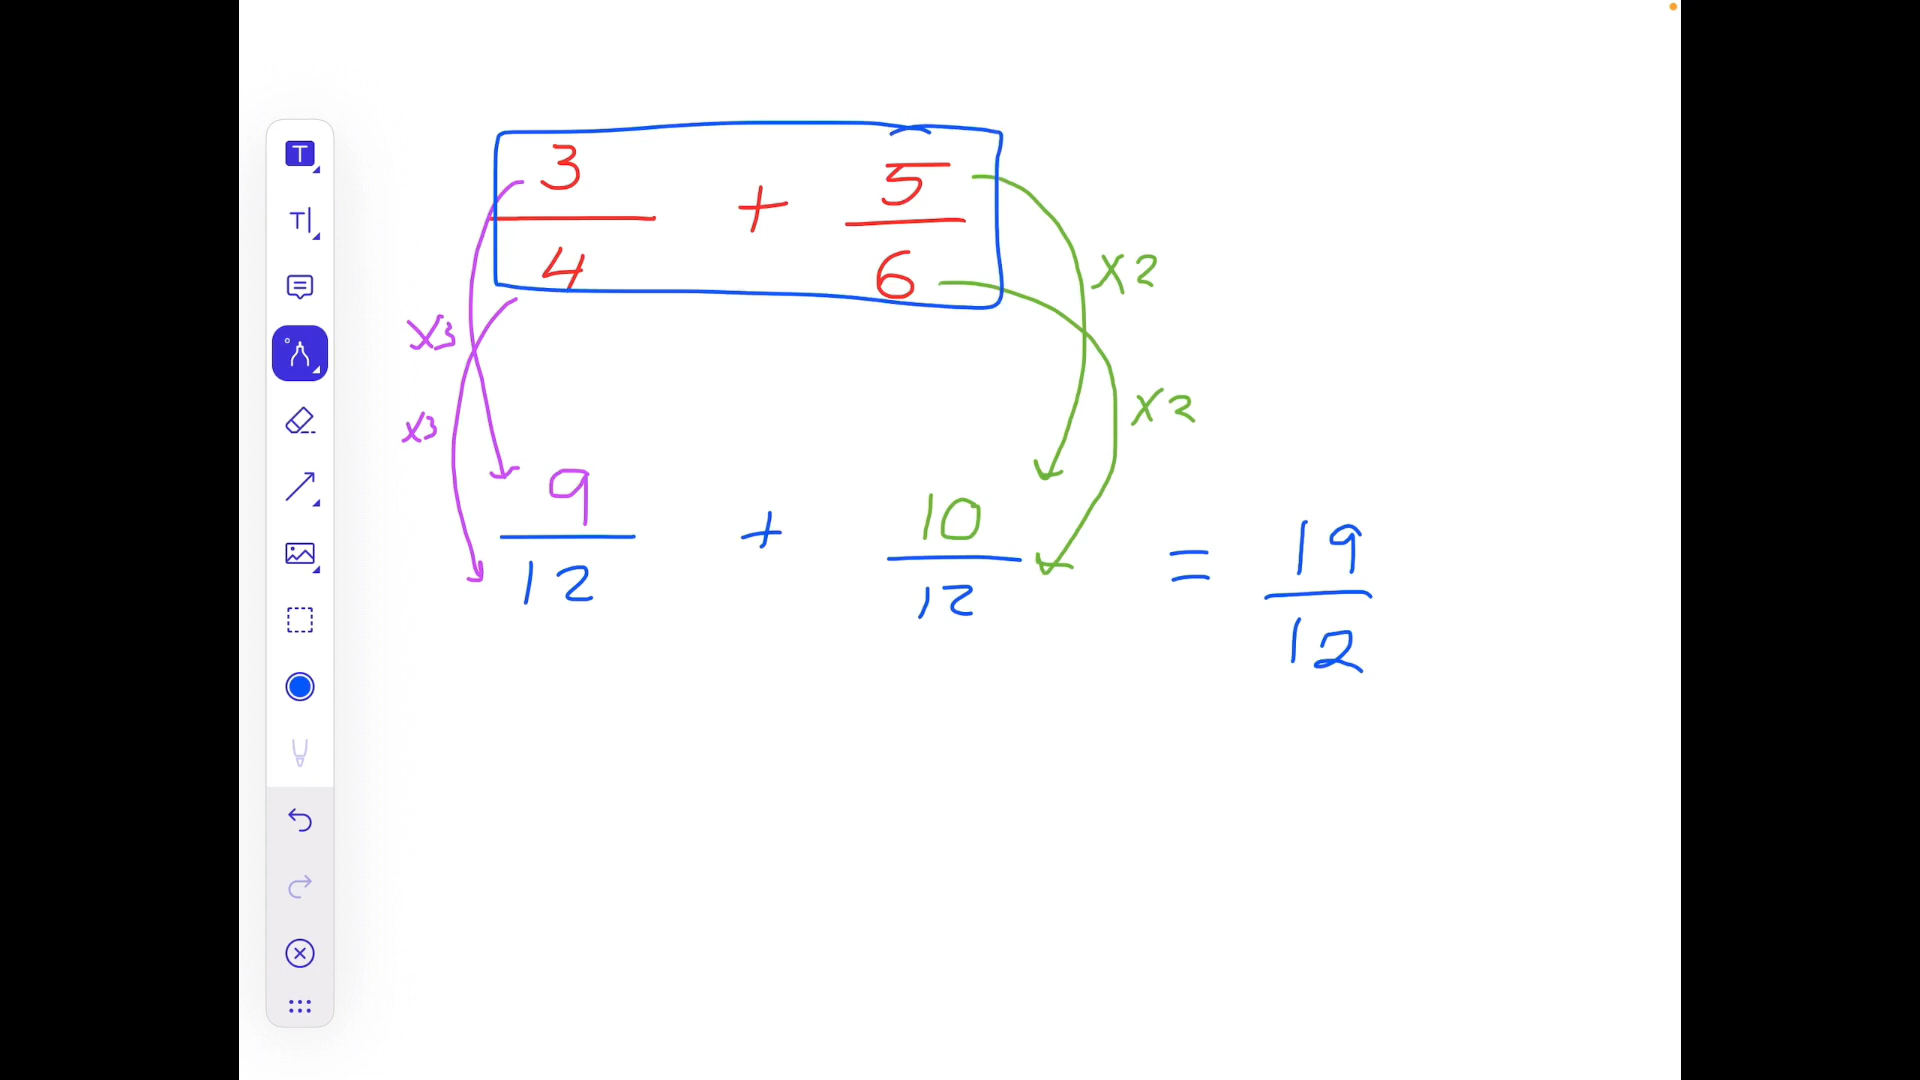 3/4 + 5/6
X2
X3
X2
X3
9/12 + 10/12 = 19/12